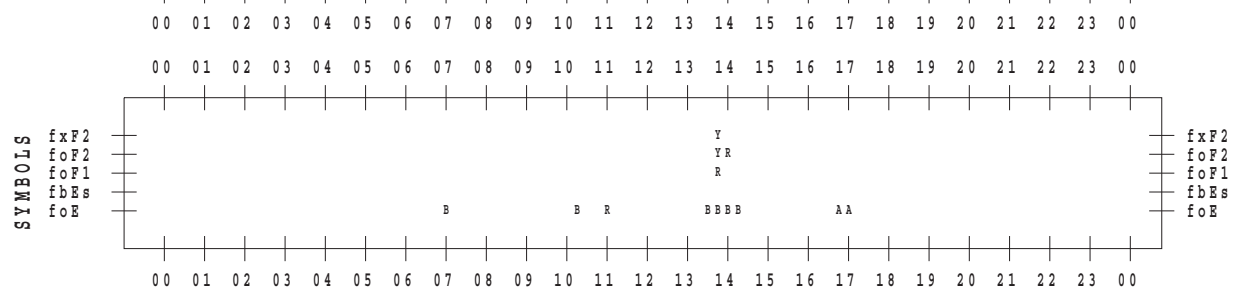 00 01 02 03 04 05 06 07 08 09 10 11 12 13 14 15 16 17 18 19 20 21 22 23 00
00 01 02 03 04 05 06 07 08 09 10 11 12 13 14 15 16 17 18 19 20 21 22 23 00
SYMBOLS
fxF2 Y fxF2
foF2 Y R foF2
foF1 R foF1
fbEs fbEs
foE B B R B B B B A A foE
00 01 02 03 04 05 06 07 08 09 10 11 12 13 14 15 16 17 18 19 20 21 22 23 00